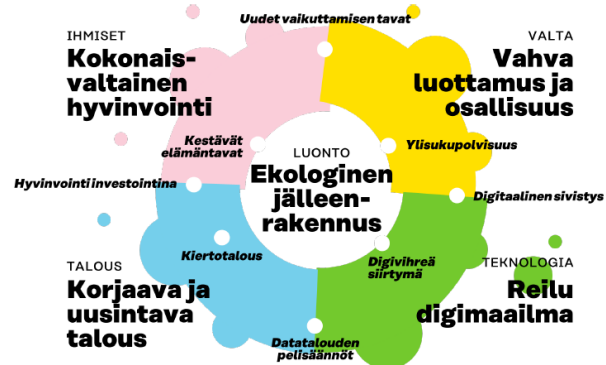 Uudet vaikuttamisen tavat
IHMISET
Kokonais-
valtainen
hyvinvointi
VALTA
Vahva
luottamus ja
osallisuus
Kestävät
elämäntavat
Ylisukupolvisuus
LUONTO
Ekologinen
jälleen-
rakennus
Hyvinvointi investointina
Digitaalinen sivistys
Kiertotalous
Digivihreä
siirtymä
TALOUS
Korjaava ja
uusintava
talous
TEKNOLOGIA
Reilu
digimaailma
Datatalouden
pelisäännöt